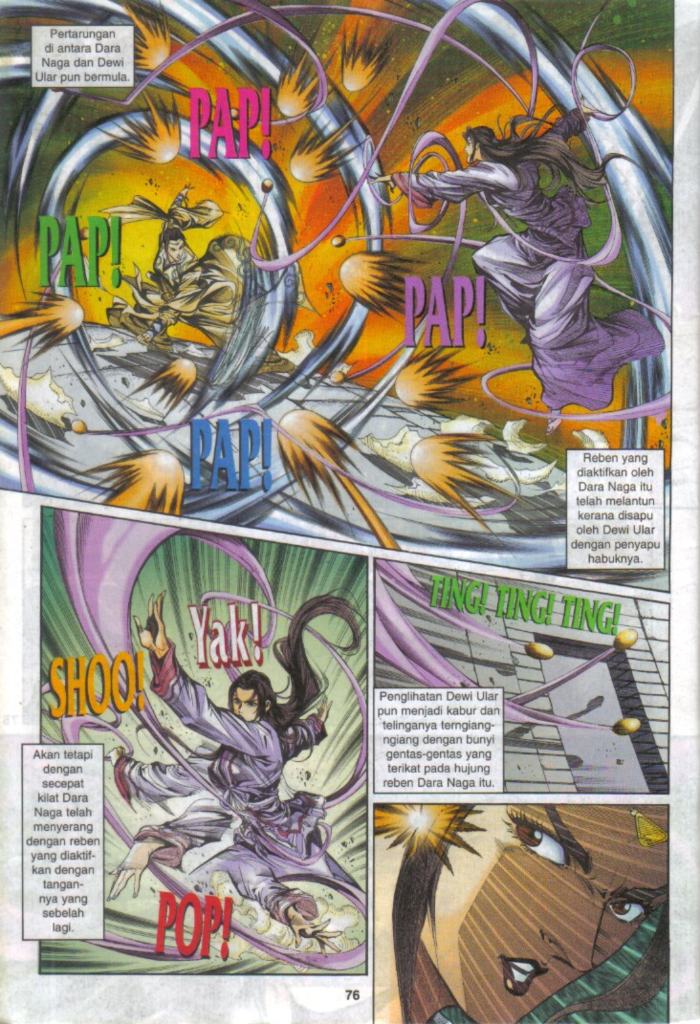 Pertarungan
di antara Dara
Naga dan Dewi
Ular pun bermula.
PAP!
PAP!
PAP!
PAP!
Reben yang
diaktifkan oleh
Dara Naga itu
telah melantun
kerana disapu
oleh Dewi Ular
dengan penyapu
habuknya.
Yak!
SHOO!
Akan tetapi
dengan
secepat
kilat Dara
Naga telah
menyerang
dengan reben
yang diaktif-
kan dengan
tangan-
nya yang
sebelah
lagi.
POP!
TING! TING! TING!
Penglihatan Dewi Ular
pun menjadi kabur dan
telinganya terngiang-
ngiang dengan bunyi
gentas-gentas yang
terikat pada hujung
reben Dara Naga itu.
76